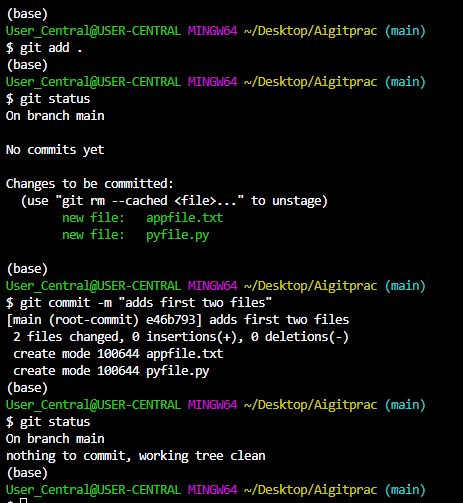 (base)
User_Central@USER-CENTRAL MINGW64 ~/Desktop/Aigitprac (main)
$ git add .
(base)
User_Central@USER-CENTRAL MINGW64 ~/Desktop/Aigitprac (main)
$ git status
On branch main
No commits yet
Changes to be committed:
  (use "git rm --cached <file>..." to unstage)
        new file:   appfile.txt
        new file:   pyfile.py
(base)
User_Central@USER-CENTRAL MINGW64 ~/Desktop/Aigitprac (main)
$ git commit -m "adds first two files"
[main (root-commit) e46b793] adds first two files
 2 files changed, 0 insertions(+), 0 deletions(-)
 create mode 100644 appfile.txt
 create mode 100644 pyfile.py
(base)
User_Central@USER-CENTRAL MINGW64 ~/Desktop/Aigitprac (main)
$ git status
On branch main
nothing to commit, working tree clean
(base)
User_Central@USER-CENTRAL MINGW64 ~/Desktop/Aigitprac (main)